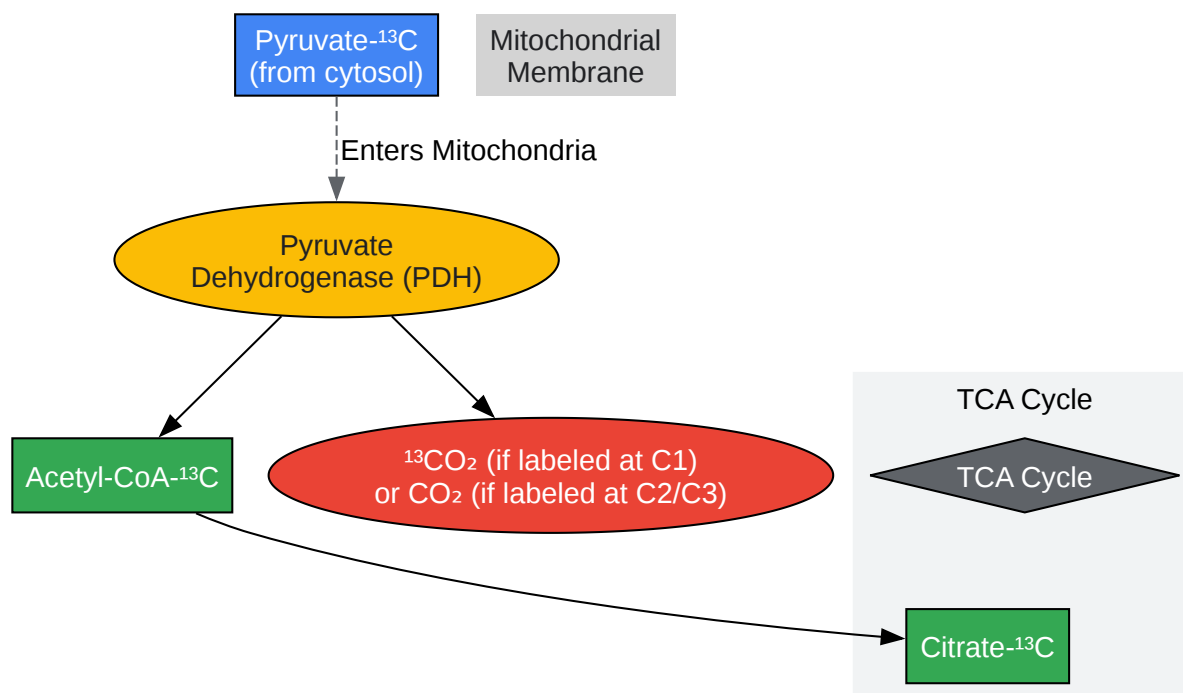 Pyruvate-¹³C
(from cytosol)
Mitochondrial
Membrane
Enters Mitochondria
Pyruvate
Dehydrogenase (PDH)
TCA Cycle
Acetyl-CoA-¹³C
¹³CO₂ (if labeled at C1)
or CO₂ (if labeled at C2/C3)
TCA Cycle
Citrate-¹³C